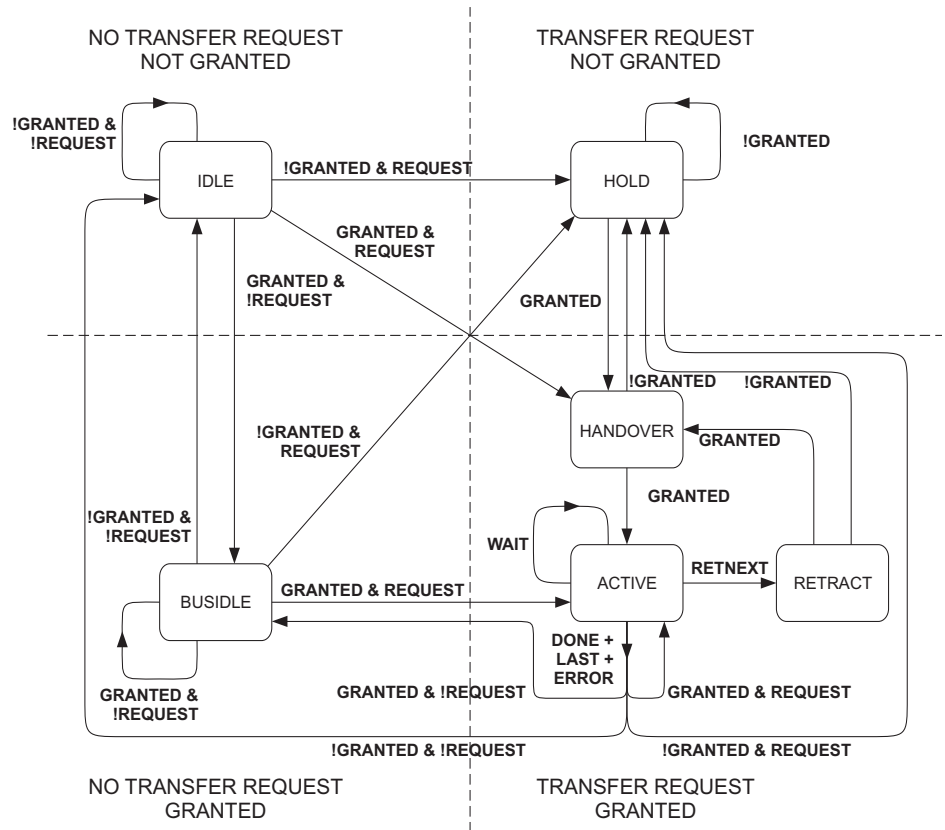 NO TRANSFER REQUEST
NOT GRANTED
TRANSFER REQUEST
NOT GRANTED
!GRANTED &
!REQUEST
IDLE
!GRANTED & REQUEST
HOLD
!GRANTED
GRANTED &
REQUEST
GRANTED &
!REQUEST
GRANTED
!GRANTED
!GRANTED
!GRANTED &
REQUEST
HANDOVER
GRANTED
GRANTED
!GRANTED &
!REQUEST
WAIT
ACTIVE
RETNEXT
RETRACT
BUSIDLE
GRANTED & REQUEST
DONE +
LAST +
ERROR
GRANTED &
!REQUEST
GRANTED & !REQUEST
GRANTED & REQUEST
!GRANTED & !REQUEST
!GRANTED & REQUEST
NO TRANSFER REQUEST
GRANTED
TRANSFER REQUEST
GRANTED